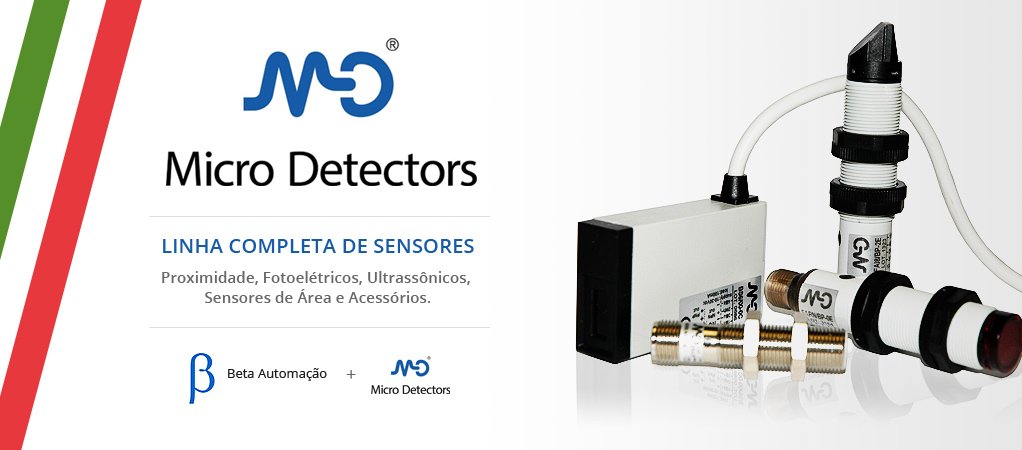 ®
Micro Detectors
LINHA COMPLETA DE SENSORES
Proximidade, Fotoelétricos, Ultrassônicos,
Sensores de Área e Acessórios.
β Beta Automação + Micro Detectors